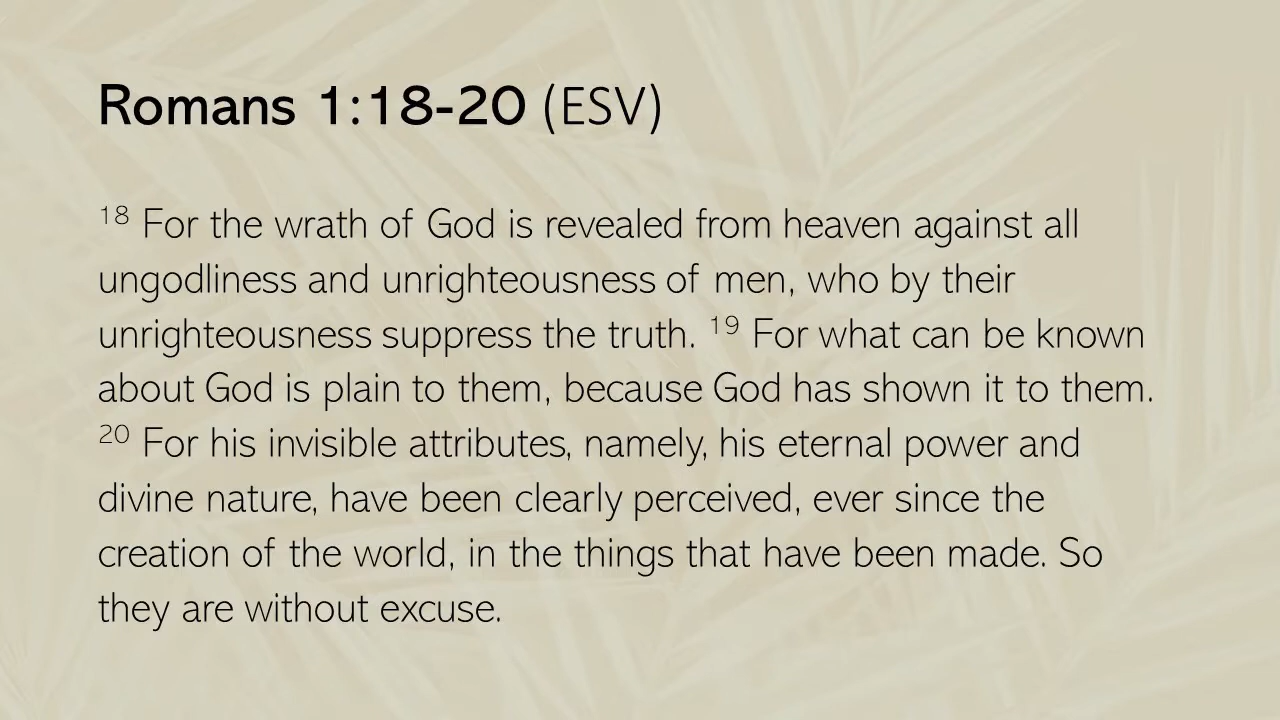 Romans 1:18-20 (ESV)
18 For the wrath of God is revealed from heaven against all
ungodliness and unrighteousness of men, who by their
unrighteousness suppress the truth. 19 For what can be known
about God is plain to them, because God has shown it to them.
20 For his invisible attributes, namely, his eternal power and
divine nature, have been clearly perceived, ever since the
creation of the world, in the things that have been made. So
they are without excuse.